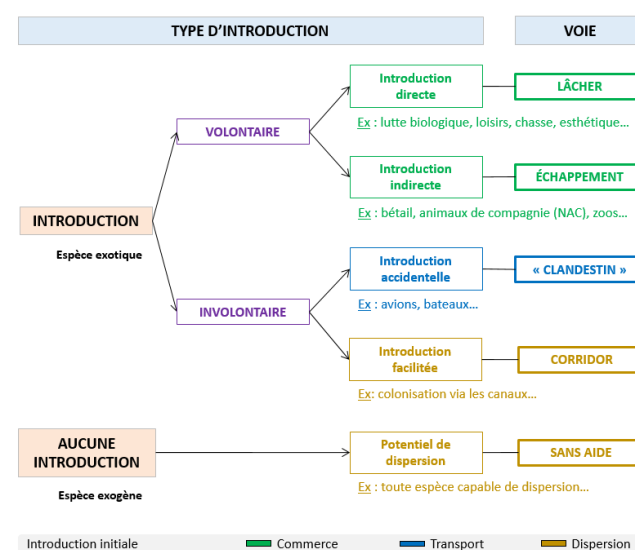 TYPE D'INTRODUCTION
VOIE
Introduction
directe
LÂCHER
Ex : lutte biologique, loisirs, chasse, esthétique…
VOLONTAIRE
Introduction
indirecte
ÉCHAPPEMENT
Ex : bétail, animaux de compagnie (NAC), zoos…
INTRODUCTION
Espèce exotique
Introduction
accidentelle
« CLANDESTIN »
Ex : avions, bateaux…
INVOLONTAIRE
Introduction
facilitée
CORRIDOR
Ex: colonisation via les canaux…
AUCUNE
INTRODUCTION
Potentiel de
dispersion
SANS AIDE
Ex : toute espèce capable de dispersion…
Espèce exogène
Introduction initiale
Commerce
Transport
Dispersion